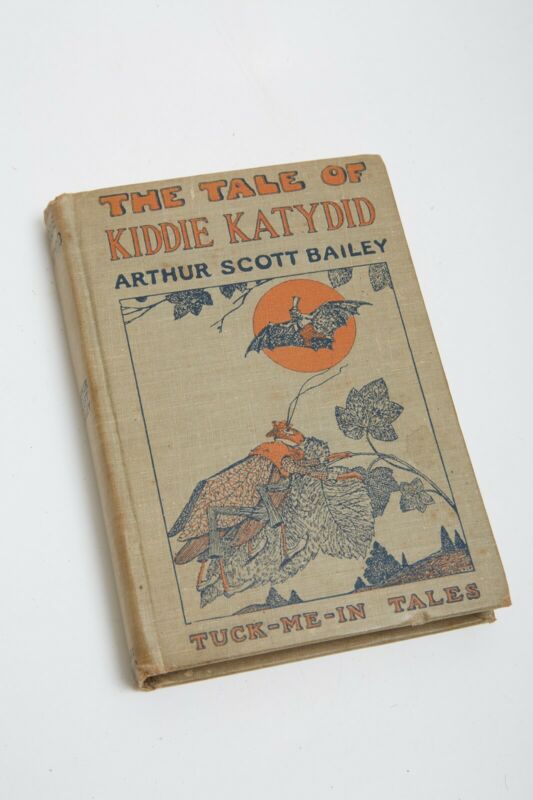 THE TALE OF
KIDDIE KATYDID
ARTHUR SCOTT BAILEY
TUCK-ME-IN TALES